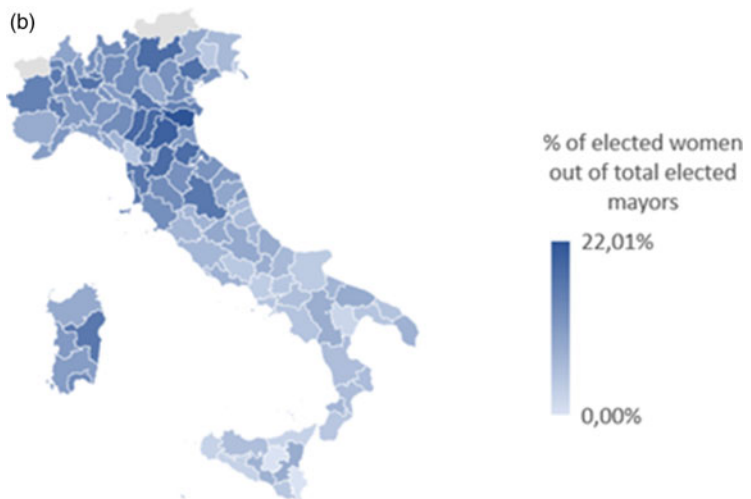 (b)
% of elected women
out of total elected
mayors
22,01%
0,00%